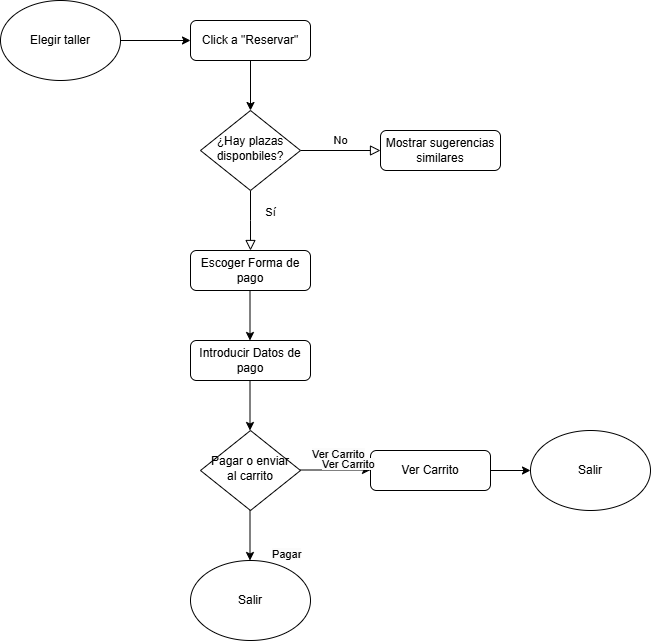 Elegir taller
Click a "Reservar"
¿Hay plazas
disponbiles?
No
Mostrar sugerencias
similares
Sí
Escoger Forma de
pago
Introducir Datos de
pago
Pagar o enviar
al carrito
Ver Carrito
Ver Carrito
Ver Carrito
Salir
Pagar
Salir